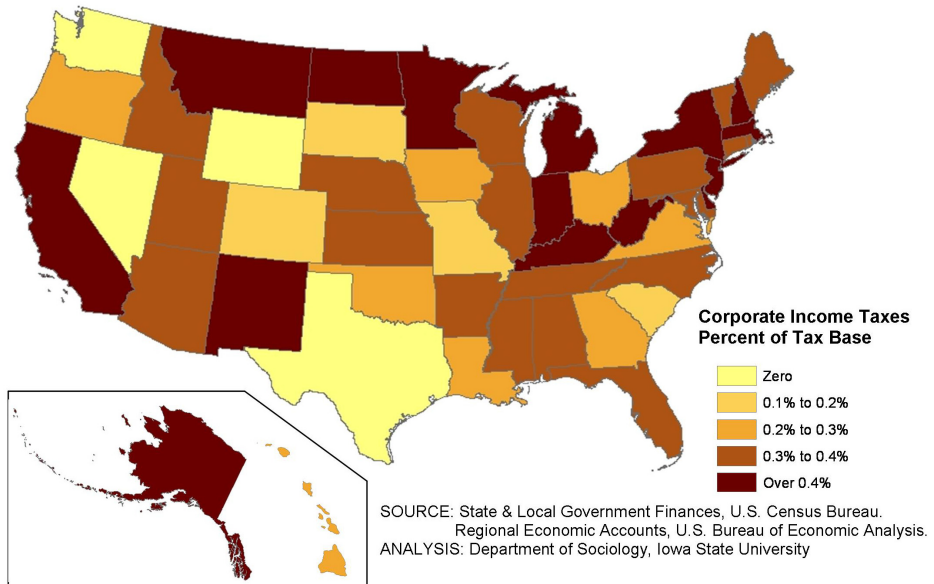 Corporate Income Taxes
Percent of Tax Base
Zero
0.1% to 0.2%
0.2% to 0.3%
0.3% to 0.4%
Over 0.4%
SOURCE: State & Local Government Finances, U.S. Census Bureau.
Regional Economic Accounts, U.S. Bureau of Economic Analysis.
ANALYSIS: Department of Sociology, Iowa State University